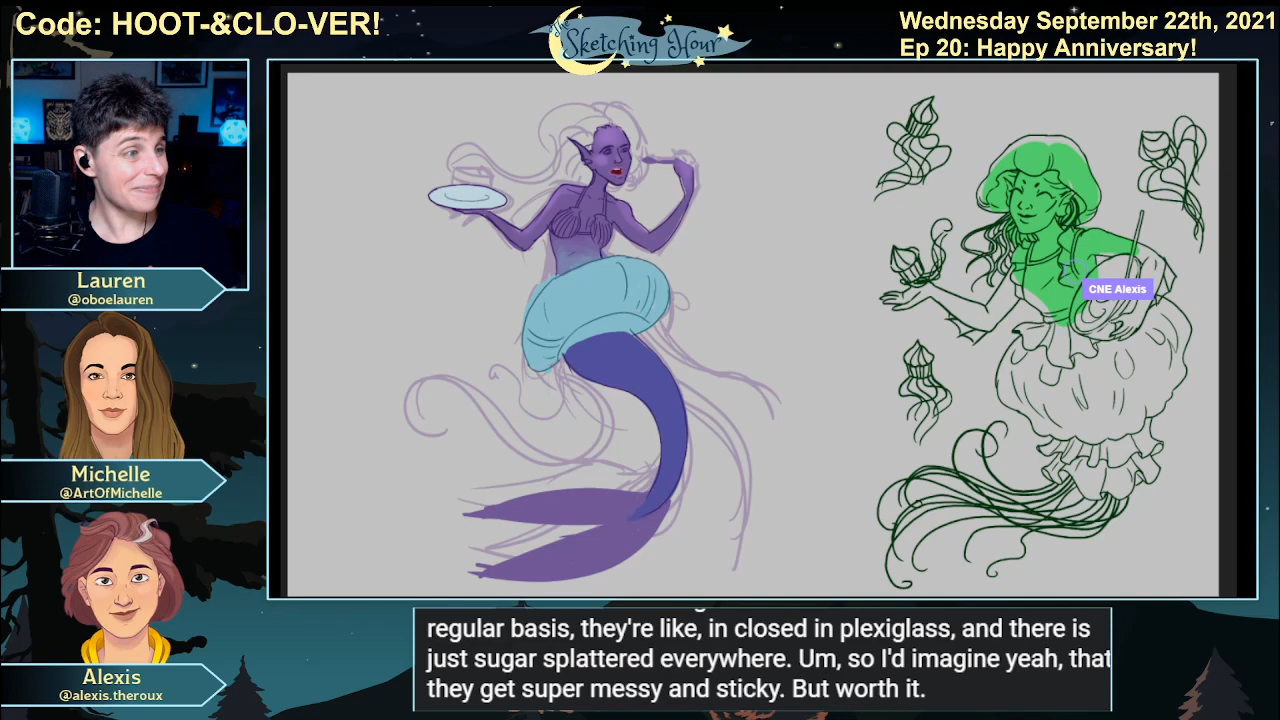 Code: HOOT-&CLO-VER!
The
Sketching Hour
Wednesday September 22th, 2021
Ep 20: Happy Anniversary!
Lauren
@oboelauren
Michelle
@ArtOfMichelle
Alexis
@alexis.theroux
CNE Alexis
regular basis, they're like, in closed in plexiglass, and there is
just sugar splattered everywhere. Um, so I'd imagine yeah, that
they get super messy and sticky. But worth it.